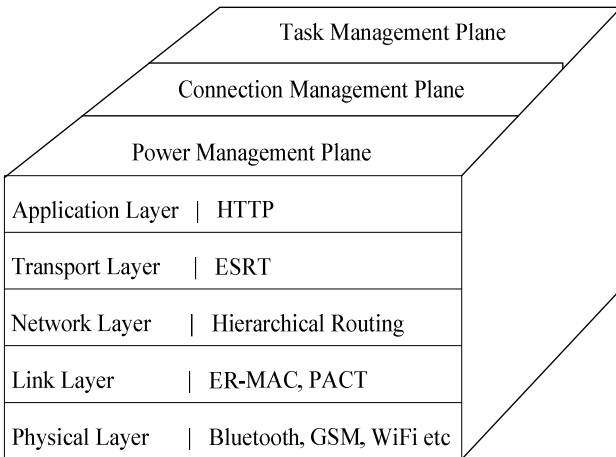 Task Management Plane
Connection Management Plane
Power Management Plane
Application Layer | HTTP
Transport Layer | ESRT
Network Layer | Hierarchical Routing
Link Layer | ER-MAC, PACT
Physical Layer | Bluetooth, GSM, WiFi etc